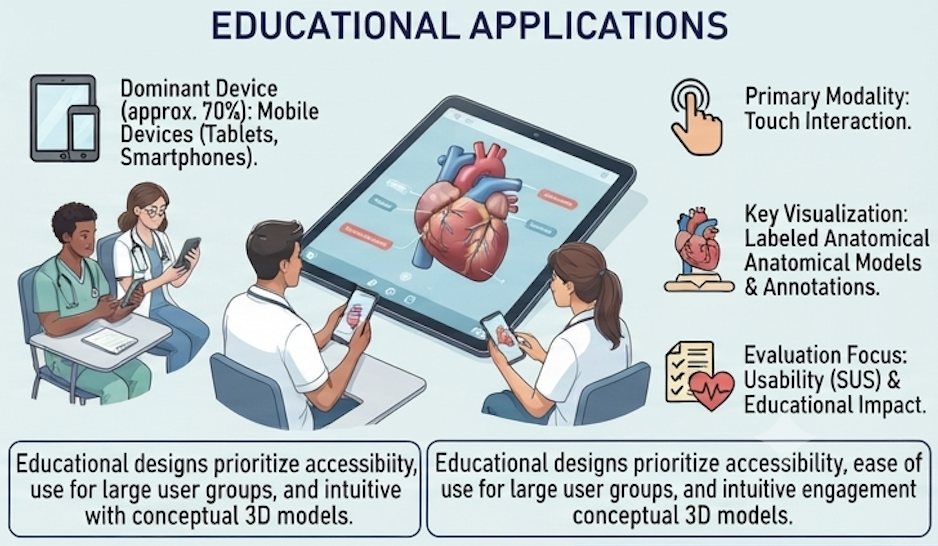 EDUCATIONAL APPLICATIONS
Dominant Device
(approx. 70%): Mobile
Devices (Tablets,
Smartphones).
Primary Modality:
Touch Interaction.
Key Visualization:
Labeled Anatomical
Anatomical Models
& Annotations.
Evaluation Focus:
Usability (SUS) &
Educational Impact.
Educational designs prioritize accessibiity,
use for large user groups, and intuitive
with conceptual 3D models.
Educational designs prioritize accessibility, ease of
use for large user groups, and intuitive engagement
conceptual 3D models.